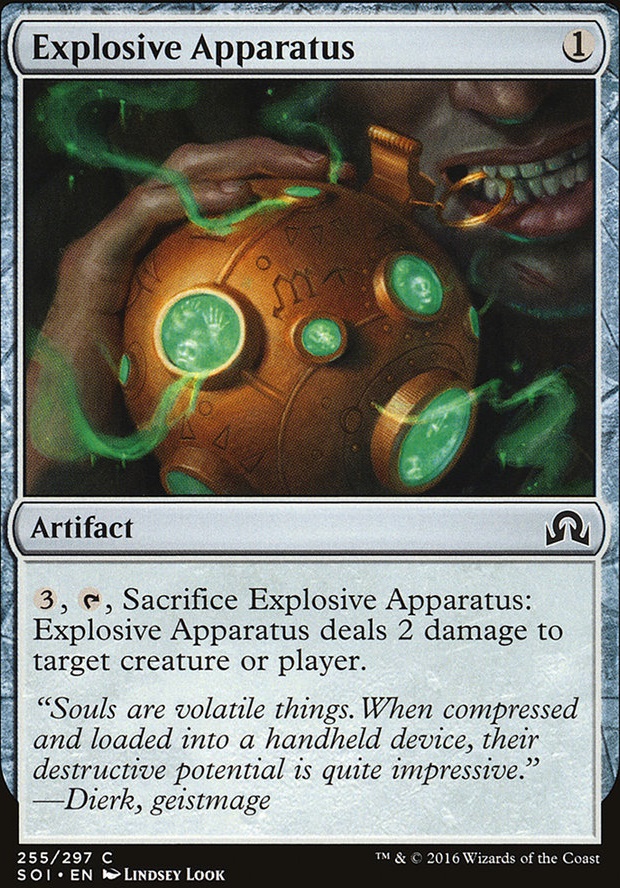 Explosive Apparatus 1
Artifact
3, , Sacrifice Explosive Apparatus:
Explosive Apparatus deals 2 damage to
target creature or player.
“Souls are volatile things. When compressed
and loaded into a handheld device, their
destructive potential is quite impressive.”
—Dierk, geistmage
255/297 C
SOI • EN Lindsey Look
™ & © 2016 Wizards of the Coast